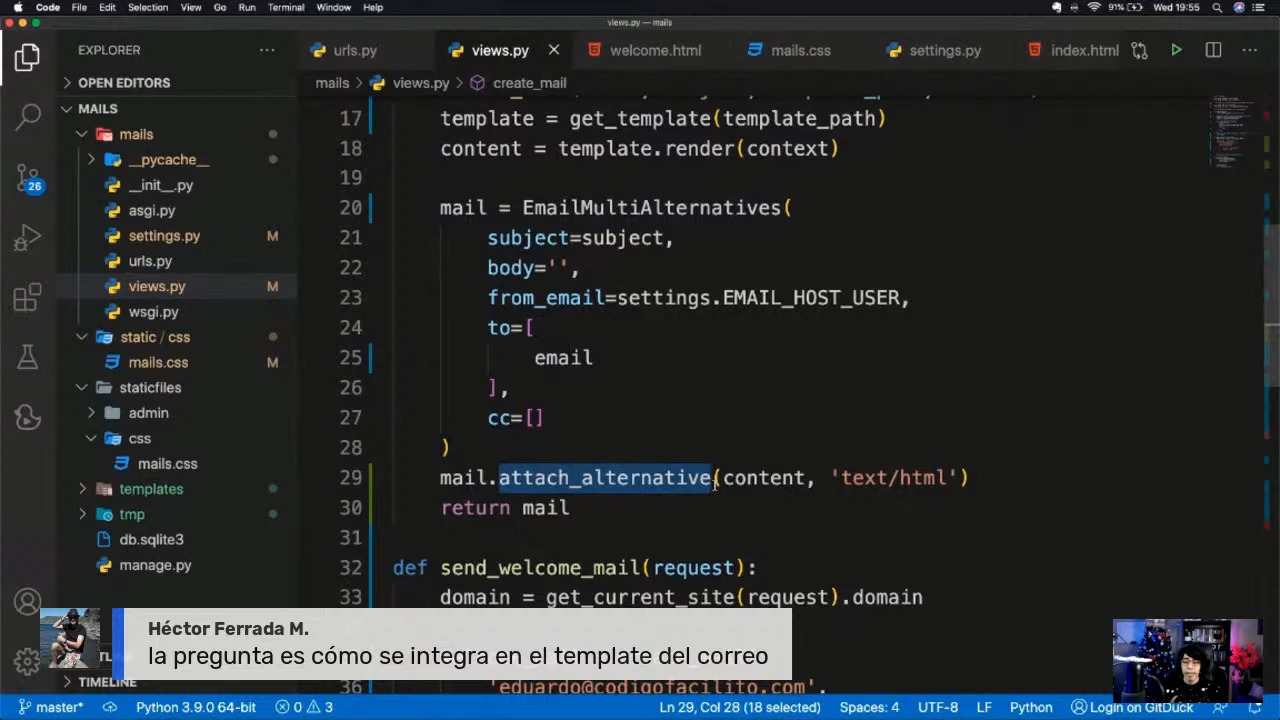 Code File Edit Selection View Go Run Terminal Window Help 91% Wed 19:55
views.py — mails
EXPLORER
urls.py views.py welcome.html mails.css settings.py index.html
OPEN EDITORS
mails views.py create_mail
MAILS
mails
__pycache__
__init__.py
asgi.py
settings.py M
urls.py
views.py M
wsgi.py
static / css
mails.css M
staticfiles
admin
css
mails.css
templates
tmp
db.sqlite3
manage.py
26
17 template = get_template(template_path)
18 content = template.render(context)
19
20 mail = EmailMultiAlternatives(
21 subject=subject,
22 body='',
23 from_email=settings.EMAIL_HOST_USER,
24 to=[
25 email
26 ],
27 cc=[]
28 )
29 mail.attach_alternative(content, 'text/html')
30 return mail
31
32 def send_welcome_mail(request):
33 domain = get_current_site(request).domain
36 'eduardo@codigofacilito.com',
Héctor Ferrada M.
la pregunta es cómo se integra en el template del correo
TIMELINE
master* Python 3.9.0 64-bit 0 3 Ln 29, Col 28 (18 selected) Spaces: 4 UTF-8 LF Python Login on GitDuck